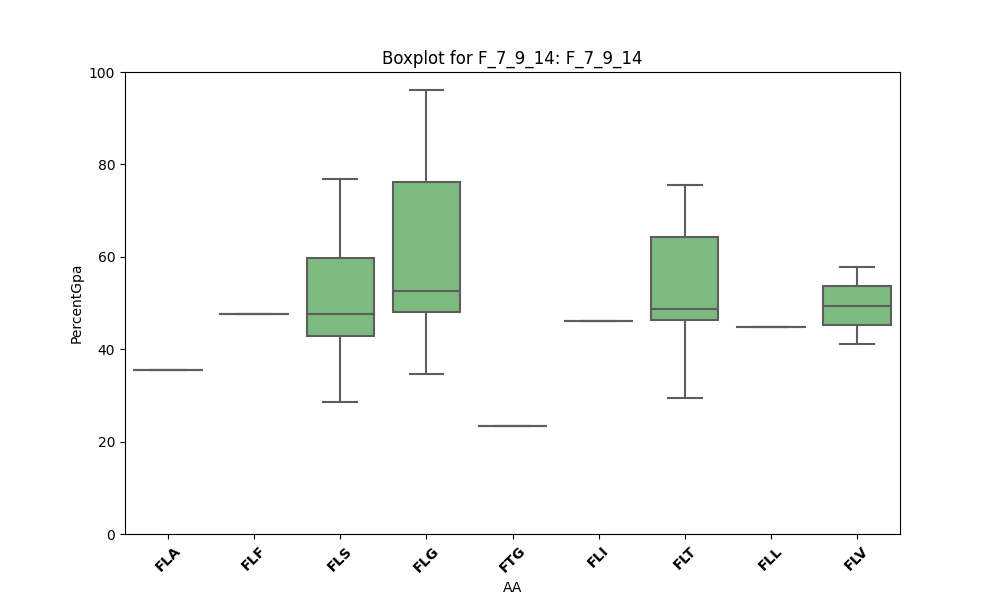 Boxplot for F_7_9_14: F_7_9_14
100
80
60
40
20
0
PercentGpa
FLA
FLF
FLS
FLG
FTG
FLI
FLT
FLL
FLV
AA